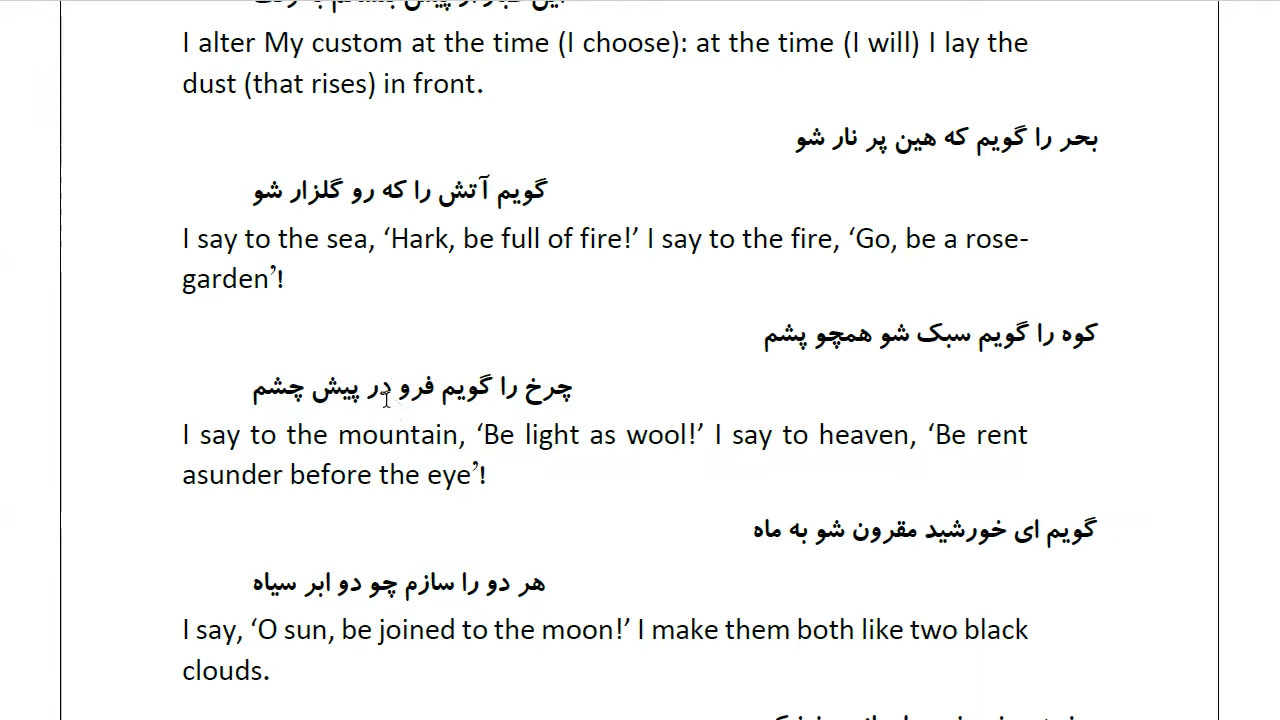 I alter My custom at the time (I choose): at the time (I will) I lay the
dust (that rises) in front.
بحر را گویم که هین پر نار شو
گویم آتش را که رو گلزار شو
I say to the sea, ‘Hark, be full of fire!’ I say to the fire, ‘Go, be a rose-
garden’!
کوه را گویم سبک شو همچو پشم
چرخ را گویم فرو در پیش چشم
I say to the mountain, ‘Be light as wool!’ I say to heaven, ‘Be rent
asunder before the eye’!
گویم ای خورشید مقرون شو به ماه
هر دو را سازم چو دو ابر سیاه
I say, ‘O sun, be joined to the moon!’ I make them both like two black
clouds.